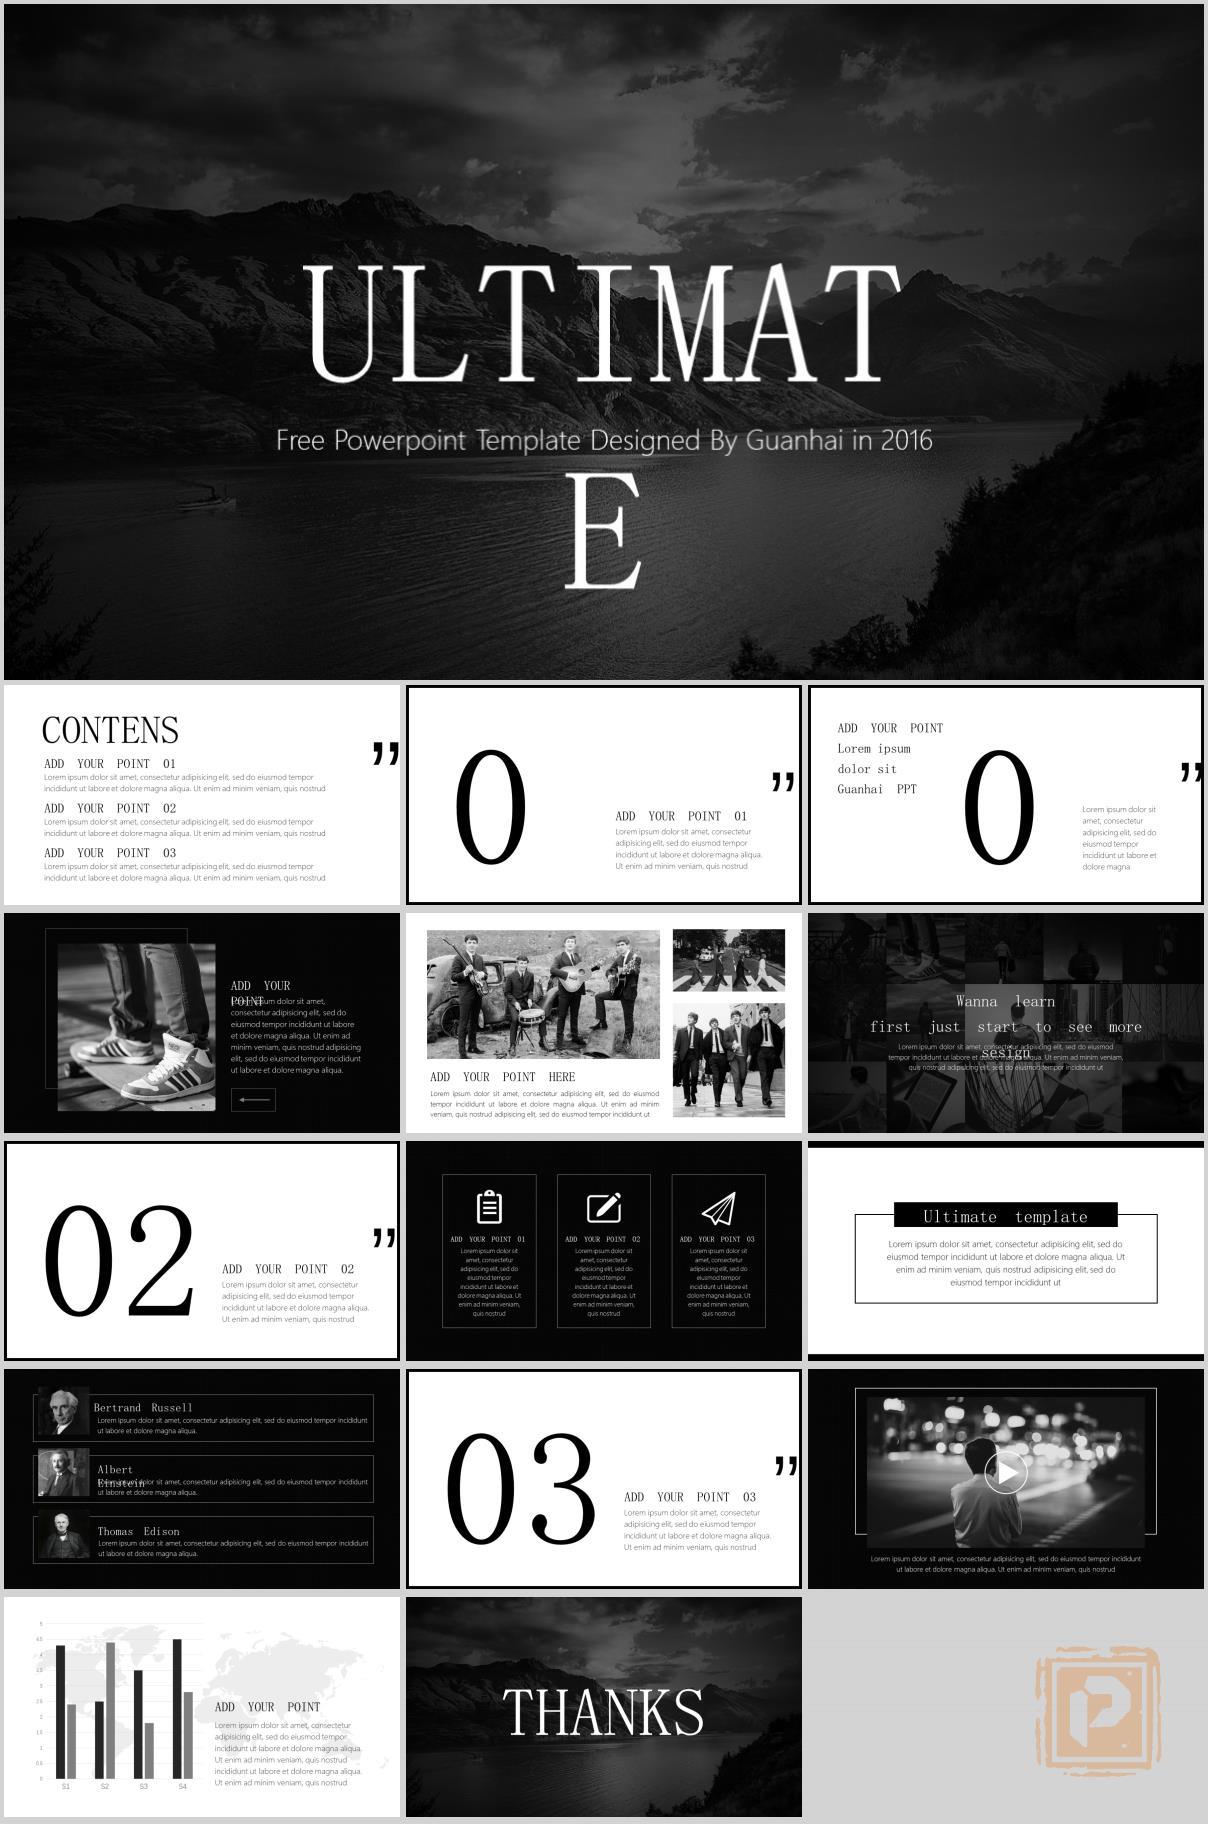 ULTIMAT
Free Powerpoint Template Designed By Guanhai in 2016
E
CONTENS
ADD YOUR POINT 01
Lorem ipsum dolor sit amet, consectetur adipisicing elit, sed do eiusmod tempor
incididunt ut labore et dolore magna aliqua. Ut enim ad minim veniam, quis nostrud
ADD YOUR POINT 02
Lorem ipsum dolor sit amet, consectetur adipisicing elit, sed do eiusmod tempor
incididunt ut labore et dolore magna aliqua. Ut enim ad minim veniam, quis nostrud
ADD YOUR POINT 03
Lorem ipsum dolor sit amet, consectetur adipisicing elit, sed do eiusmod tempor
incididunt ut labore et dolore magna aliqua. Ut enim ad minim veniam, quis nostrud
”
0
”
ADD YOUR POINT 01
Lorem ipsum dolor sit amet, consectetur
adipisicing elit, sed do eiusmod tempor
incididunt ut labore et dolore magna aliqua.
Ut enim ad minim veniam, quis nostrud
ADD YOUR POINT
Lorem ipsum
dolor sit
Guanhai PPT
0
”
Lorem ipsum dolor sit
amet, consectetur
adipisicing elit, sed do
eiusmod tempor
incididunt ut labore et
dolore magna
ADD YOUR
POINT
Lorem ipsum dolor sit amet,
consectetur adipisicing elit, sed do
eiusmod tempor incididunt ut labore
et dolore magna aliqua. Ut enim ad
minim veniam, quis nostrud adipisicing
elit, sed do eiusmod tempor incididunt
ut labore et dolore magna aliqua.
ADD YOUR POINT HERE
Lorem ipsum dolor sit amet, consectetur adipisicing elit, sed do eiusmod
tempor incididunt ut labore et dolore magna aliqua. Ut enim ad minim
veniam, quis nostrud adipisicing elit, sed do eiusmod tempor incididunt ut
Wanna learn
first just start to see more
sesign
Lorem ipsum dolor sit amet, consectetur adipisicing elit, sed do eiusmod
tempor incididunt ut labore et dolore magna aliqua. Ut enim ad minim veniam,
quis nostrud adipisicing elit, sed do eiusmod tempor incididunt ut
02
”
ADD YOUR POINT 02
Lorem ipsum dolor sit amet, consectetur
adipisicing elit, sed do eiusmod tempor
incididunt ut labore et dolore magna aliqua.
Ut enim ad minim veniam, quis nostrud
ADD YOUR POINT 01
Lorem ipsum dolor sit
amet, consectetur
adipisicing elit, sed do
eiusmod tempor
incididunt ut labore et
dolore magna aliqua. Ut
enim ad minim veniam,
quis nostrud
ADD YOUR POINT 02
Lorem ipsum dolor sit
amet, consectetur
adipisicing elit, sed do
eiusmod tempor
incididunt ut labore et
dolore magna aliqua. Ut
enim ad minim veniam,
quis nostrud
ADD YOUR POINT 03
Lorem ipsum dolor sit
amet, consectetur
adipisicing elit, sed do
eiusmod tempor
incididunt ut labore et
dolore magna aliqua. Ut
enim ad minim veniam,
quis nostrud
Ultimate template
Lorem ipsum dolor sit amet, consectetur adipisicing elit, sed do
eiusmod tempor incididunt ut labore et dolore magna aliqua. Ut
enim ad minim veniam, quis nostrud adipisicing elit, sed do
eiusmod tempor incididunt ut
Bertrand Russell
Lorem ipsum dolor sit amet, consectetur adipisicing elit, sed do eiusmod tempor incididunt
ut labore et dolore magna aliqua.
Albert
Einstein
Lorem ipsum dolor sit amet, consectetur adipisicing elit, sed do eiusmod tempor incididunt
ut labore et dolore magna aliqua.
Thomas Edison
Lorem ipsum dolor sit amet, consectetur adipisicing elit, sed do eiusmod tempor incididunt
ut labore et dolore magna aliqua.
03
”
ADD YOUR POINT 03
Lorem ipsum dolor sit amet, consectetur
adipisicing elit, sed do eiusmod tempor
incididunt ut labore et dolore magna aliqua.
Ut enim ad minim veniam, quis nostrud
Lorem ipsum dolor sit amet, consectetur adipisicing elit, sed do eiusmod tempor incididunt
ut labore et dolore magna aliqua. Ut enim ad minim veniam, quis nostrud
5
4.5
4
3.5
3
2.5
2
1.5
1
0.5
0
S1 S2 S3 S4
ADD YOUR POINT
Lorem ipsum dolor sit amet, consectetur
adipisicing elit, sed do eiusmod tempor
incididunt ut labore et dolore magna aliqua.
Ut enim ad minim veniam, quis nostrud
incididunt ut labore et dolore magna aliqua.
Ut enim ad minim veniam, quis nostrud
THANKS